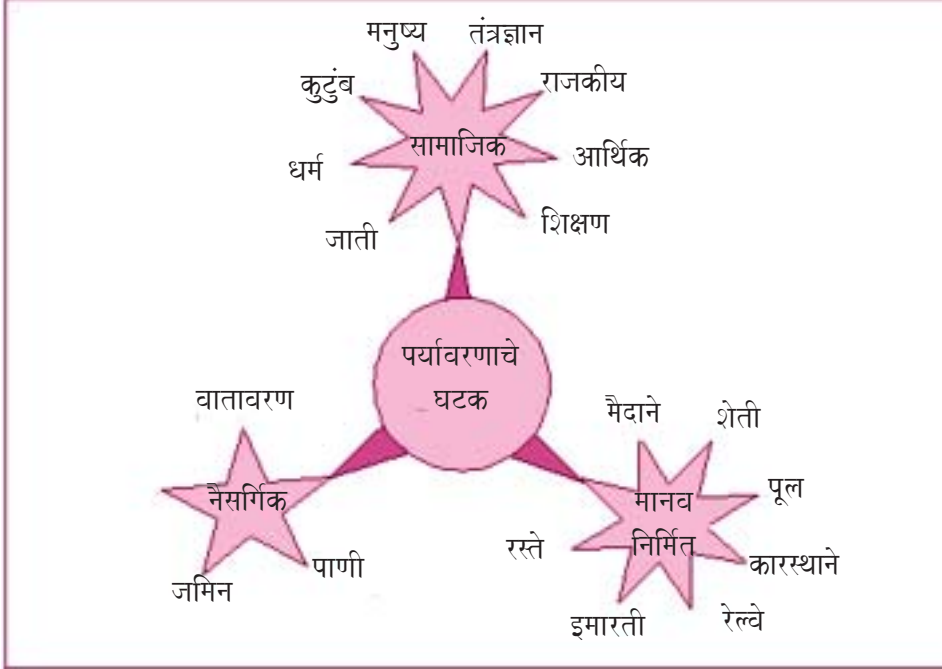 मनुष्य
तंत्रज्ञान
कुटुंब
राजकीय
सामाजिक
आर्थिक
धर्म
शिक्षण
जाती
पर्यावरणाचे
घटक
वातावरण
नैसर्गिक
पाणी
जमिन
मैदाने
शेती
मानव
निर्मित
पूल
रस्ते
कारस्थाने
इमारती
रेल्वे